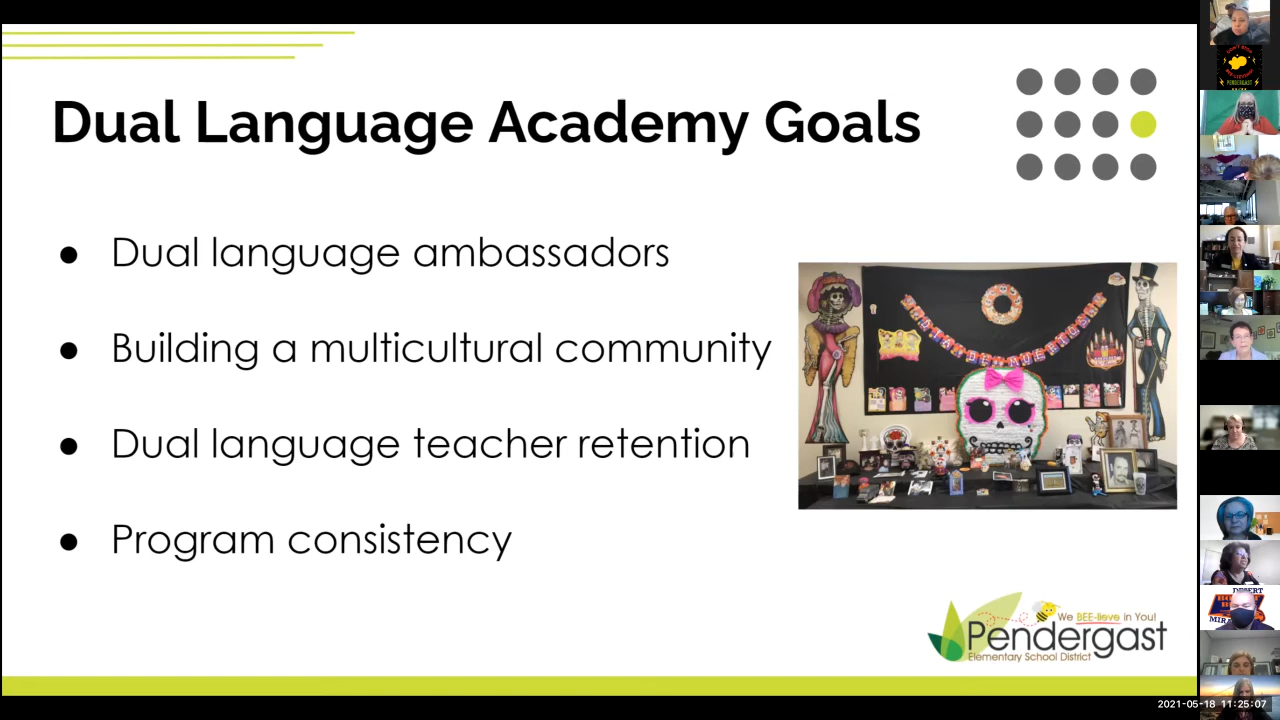 Dual Language Academy Goals
● Dual language ambassadors
● Building a multicultural community
● Dual language teacher retention
● Program consistency
We BEE-lieve in You!
Pendergast
Elementary School District
PENDERGAST
2021-05-18 11:25:07